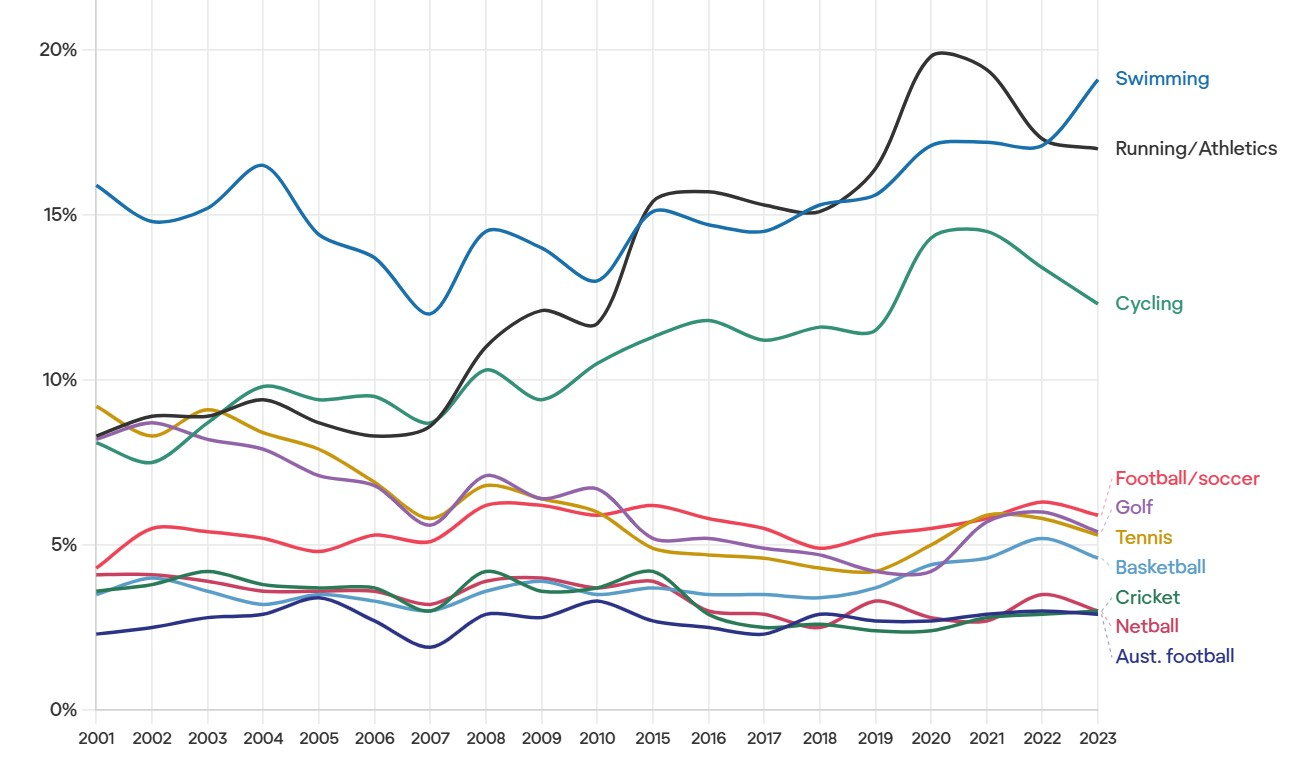 20%
15%
10%
5%
0%
Swimming
Running/Athletics
Cycling
Football/soccer
Golf
Tennis
Basketball
Cricket
Netball
Aust. football
2001 2002 2003 2004 2005 2006 2007 2008 2009 2010 2015 2016 2017 2018 2019 2020 2021 2022 2023